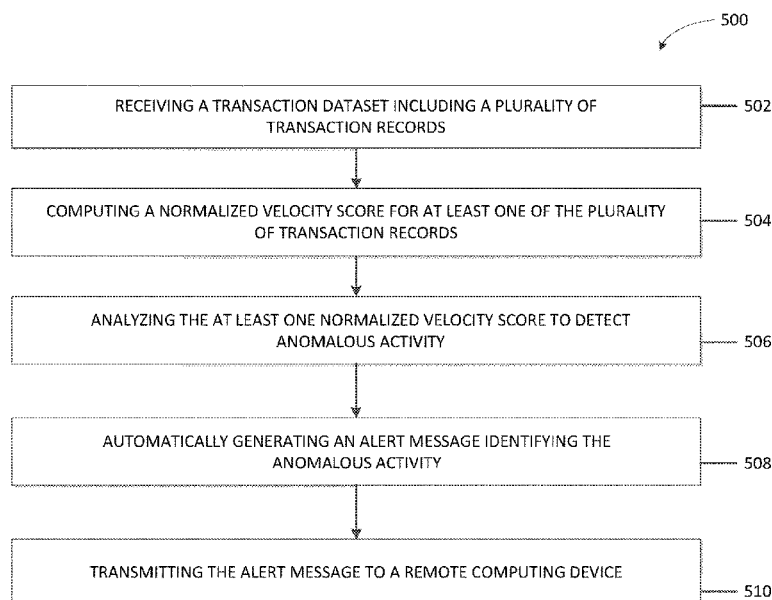 500
RECEIVING A TRANSACTION DATASET INCLUDING A PLURALITY OF
TRANSACTION RECORDS
502
COMPUTING A NORMALIZED VELOCITY SCORE FOR AT LEAST ONE OF THE PLURALITY
OF TRANSACTION RECORDS
504
ANALYZING THE AT LEAST ONE NORMALIZED VELOCITY SCORE TO DETECT
ANOMALOUS ACTIVITY
506
AUTOMATICALLY GENERATING AN ALERT MESSAGE IDENTIFYING THE
ANOMALOUS ACTIVITY
508
TRANSMITTING THE ALERT MESSAGE TO A REMOTE COMPUTING DEVICE
510